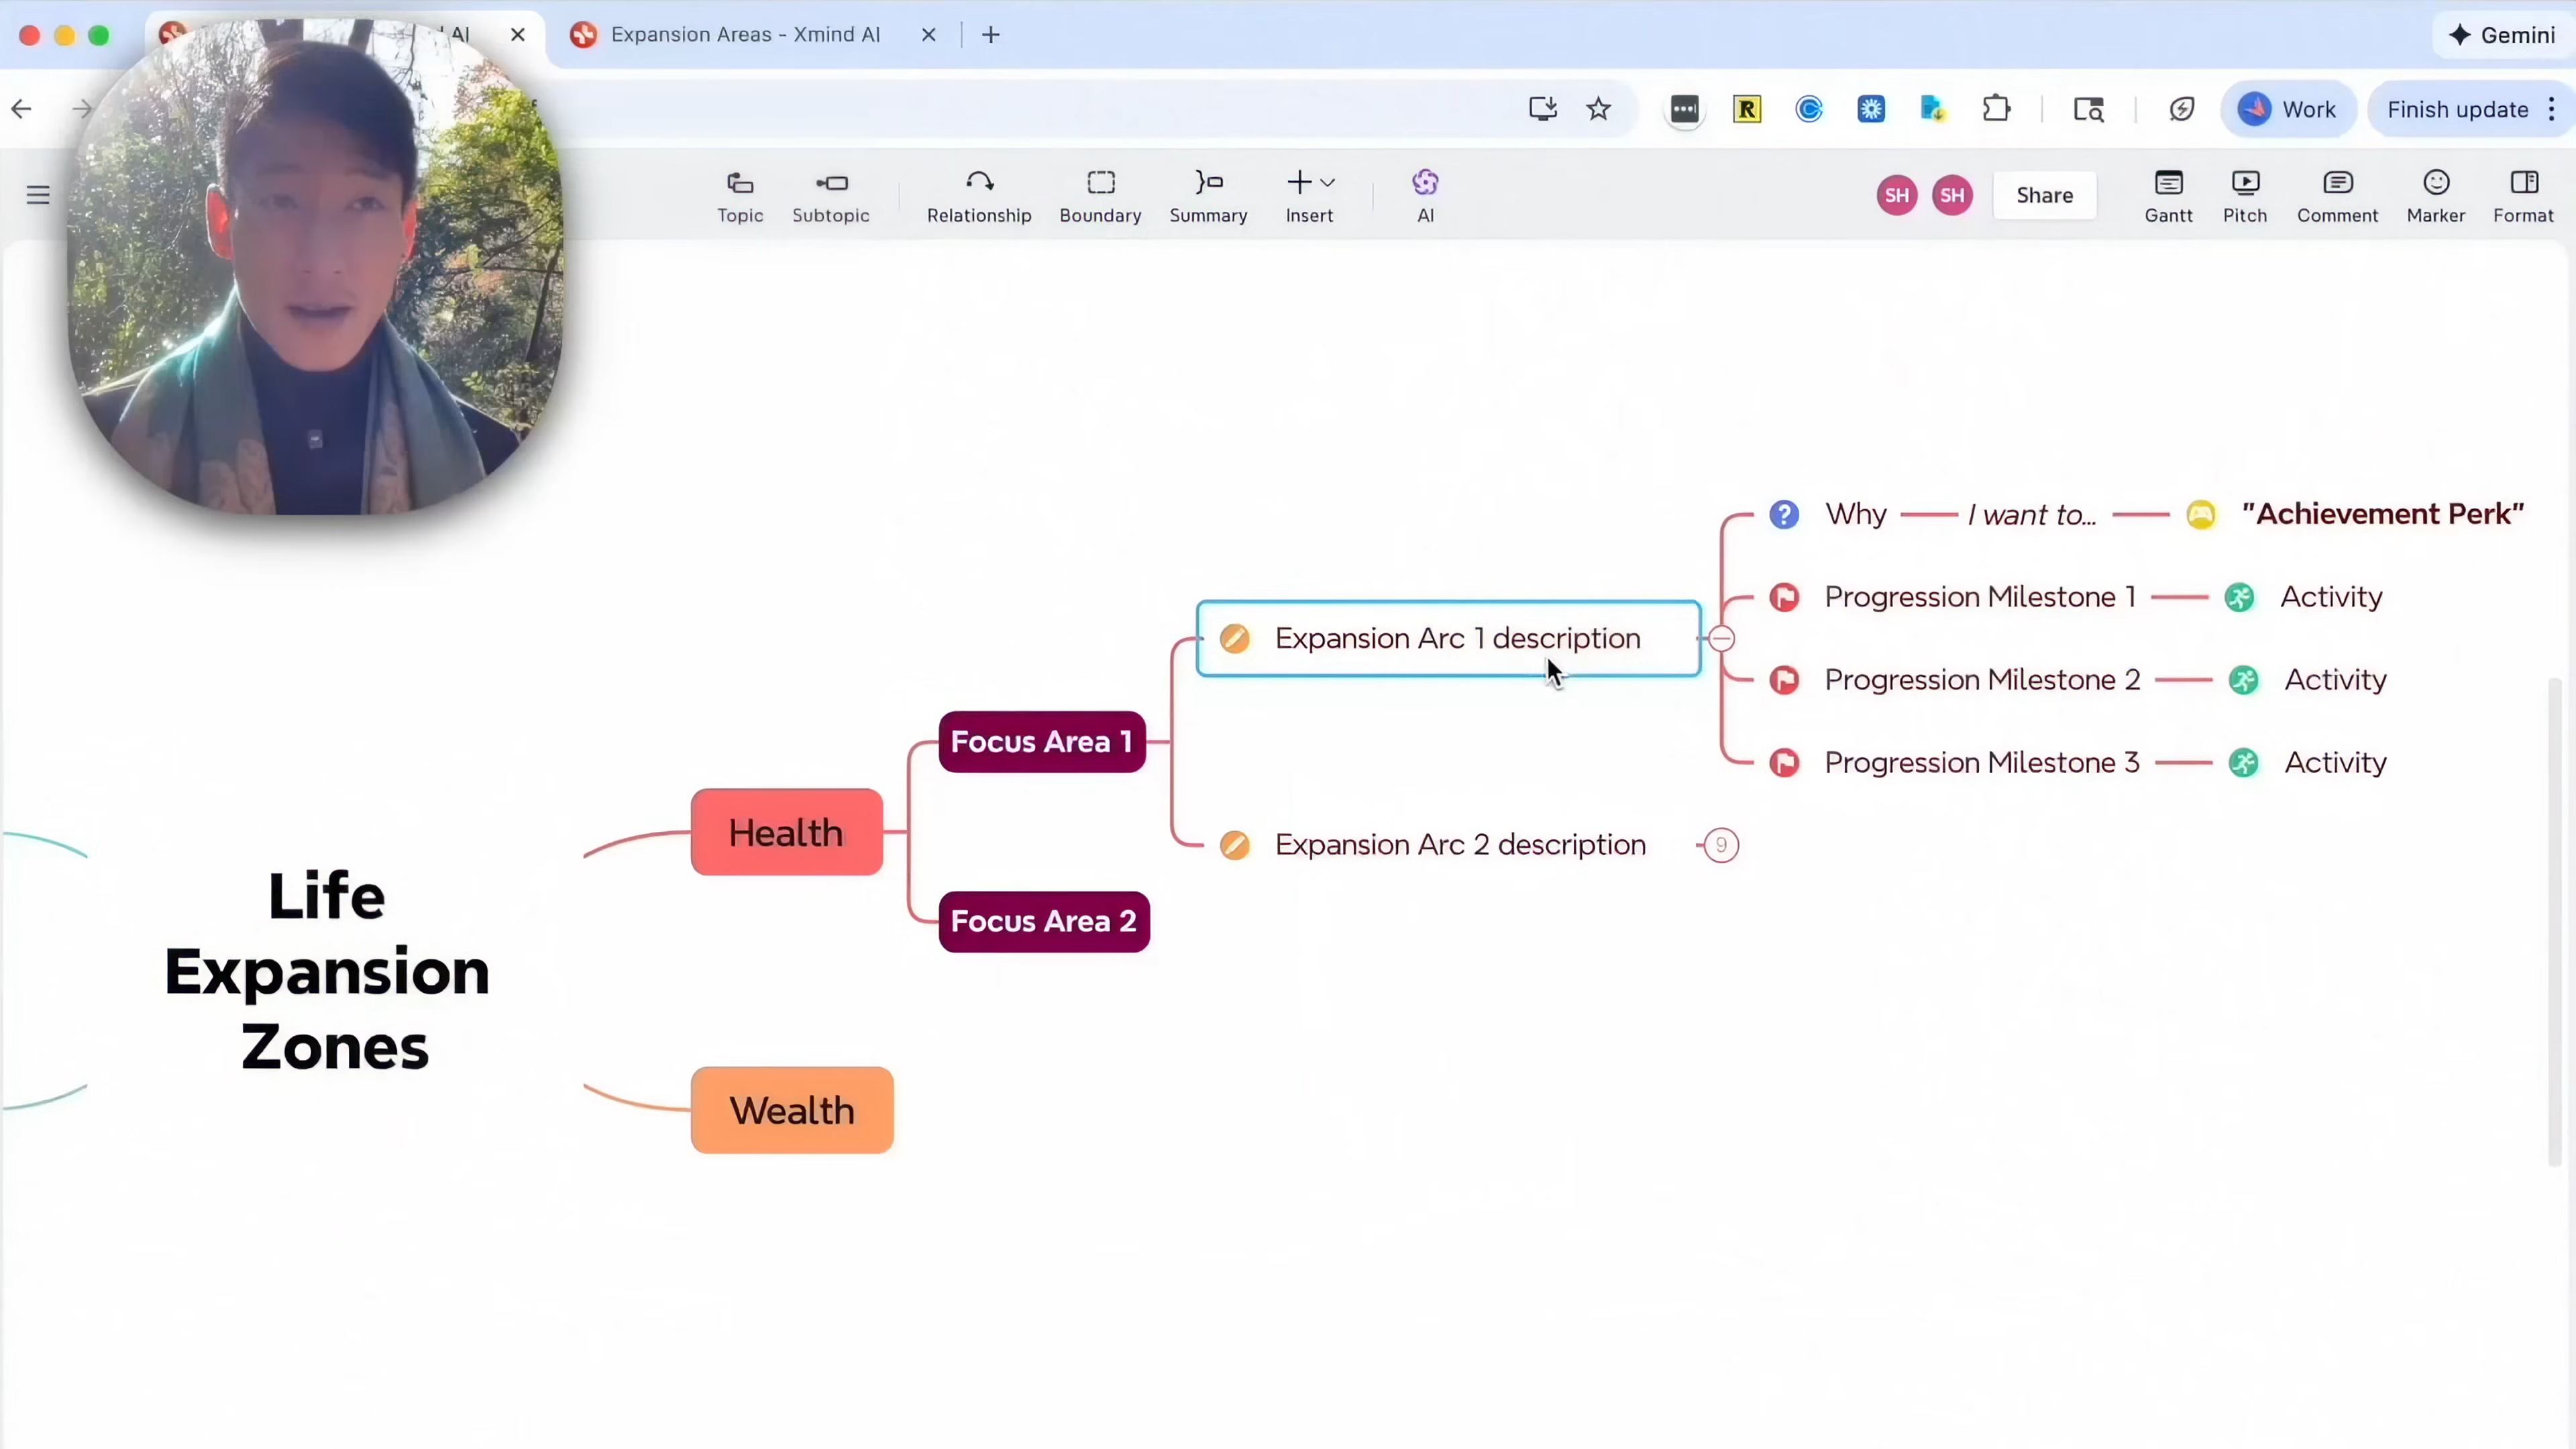 AI
Expansion Areas - Xmind AI
Gemini
Work
Finish update
Topic
Subtopic
Relationship
Boundary
Summary
Insert
AI
SH
SH
Share
Gantt
Pitch
Comment
Marker
Format
Why
I want to...
"Achievement Perk"
Progression Milestone 1
Activity
Expansion Arc 1 description
Progression Milestone 2
Activity
Focus Area 1
Progression Milestone 3
Activity
Health
Expansion Arc 2 description
9
Focus Area 2
Life
Expansion
Zones
Wealth